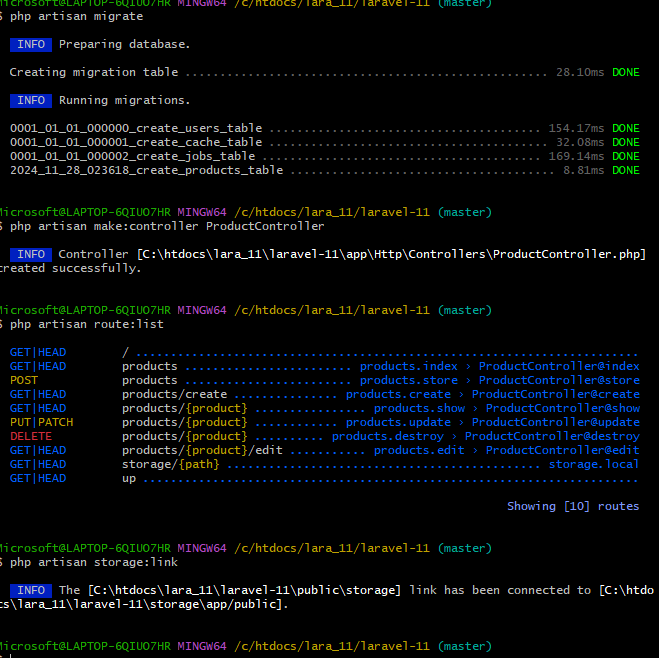 Microsoft@LAPTOP-6QIUO7HR MINGW64 /c/htdocs/lara_11/laravel-11 (master)
$ php artisan migrate
INFO Preparing database.
Creating migration table .................................................... 28.10ms DONE
INFO Running migrations.
0001_01_01_000000_create_users_table ....................................... 154.17ms DONE
0001_01_01_000001_create_cache_table ........................................ 32.08ms DONE
0001_01_01_000002_create_jobs_table ........................................ 169.14ms DONE
2024_11_28_023618_create_products_table ...................................... 8.81ms DONE
Microsoft@LAPTOP-6QIUO7HR MINGW64 /c/htdocs/lara_11/laravel-11 (master)
$ php artisan make:controller ProductController
INFO Controller [C:\htdocs\lara_11\laravel-11\app\Http\Controllers\ProductController.php]
created successfully.
Microsoft@LAPTOP-6QIUO7HR MINGW64 /c/htdocs/lara_11/laravel-11 (master)
$ php artisan route:list
GET|HEAD / ........................................................................
GET|HEAD products ........................ products.index › ProductController@index
POST products ........................ products.store › ProductController@store
GET|HEAD products/create ............... products.create › ProductController@create
GET|HEAD products/{product} ................ products.show › ProductController@show
PUT|PATCH products/{product} ............ products.update › ProductController@update
DELETE products/{product} .......... products.destroy › ProductController@destroy
GET|HEAD products/{product}/edit ........... products.edit › ProductController@edit
GET|HEAD storage/{path} ............................................. storage.local
GET|HEAD up .......................................................................
Showing [10] routes
Microsoft@LAPTOP-6QIUO7HR MINGW64 /c/htdocs/lara_11/laravel-11 (master)
$ php artisan storage:link
INFO The [C:\htdocs\lara_11\laravel-11\public\storage] link has been connected to [C:\htdo
cs\lara_11\laravel-11\storage\app/public].
Microsoft@LAPTOP-6QIUO7HR MINGW64 /c/htdocs/lara_11/laravel-11 (master)
$